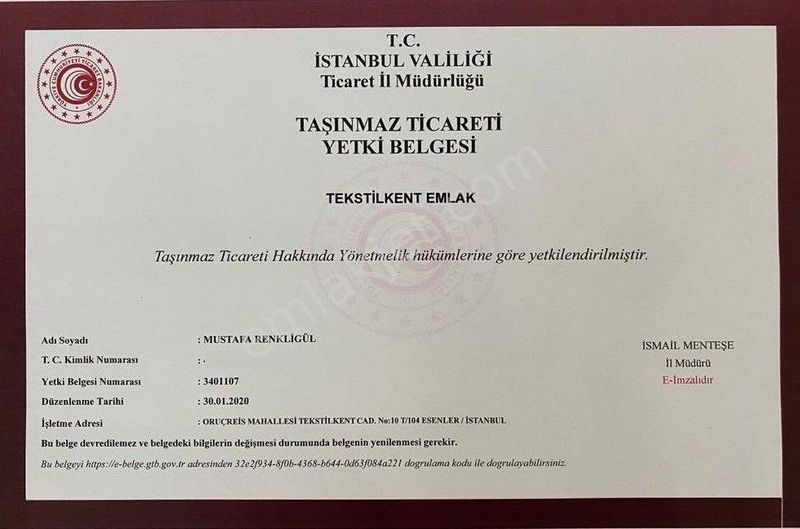 T.C.
İSTANBUL VALİLİĞİ
Ticaret İl Müdürlüğü
TAŞINMAZ TİCARETİ
YETKİ BELGESİ
TEKSTİLKENT EMLAK
Taşınmaz Ticareti Hakkında Yönetmelik hükümlerine göre yetkilendirilmiştir.
Adı Soyadı : MUSTAFA RENKLİGÜL
T. C. Kimlik Numarası :
Yetki Belgesi Numarası : 3401107
Düzenlenme Tarihi : 30.01.2020
İşletme Adresi : ORUÇREİS MAHALLESİ TEKSTİLKENT CAD. No:10 T/104 ESENLER / İSTANBUL
İSMAİL MENTEŞE
İl Müdürü
E-İmzalıdır
Bu belge devredilemez ve belgedeki bilgilerin değişmesi durumunda belgenin yenilenmesi gerekir.
Bu belgeyi https://e-belge.gtb.gov.tr adresinden 32e2f934-8f0b-4368-b644-0d63f084a221 dogrulama kodu ile dogrulayabilirsiniz.